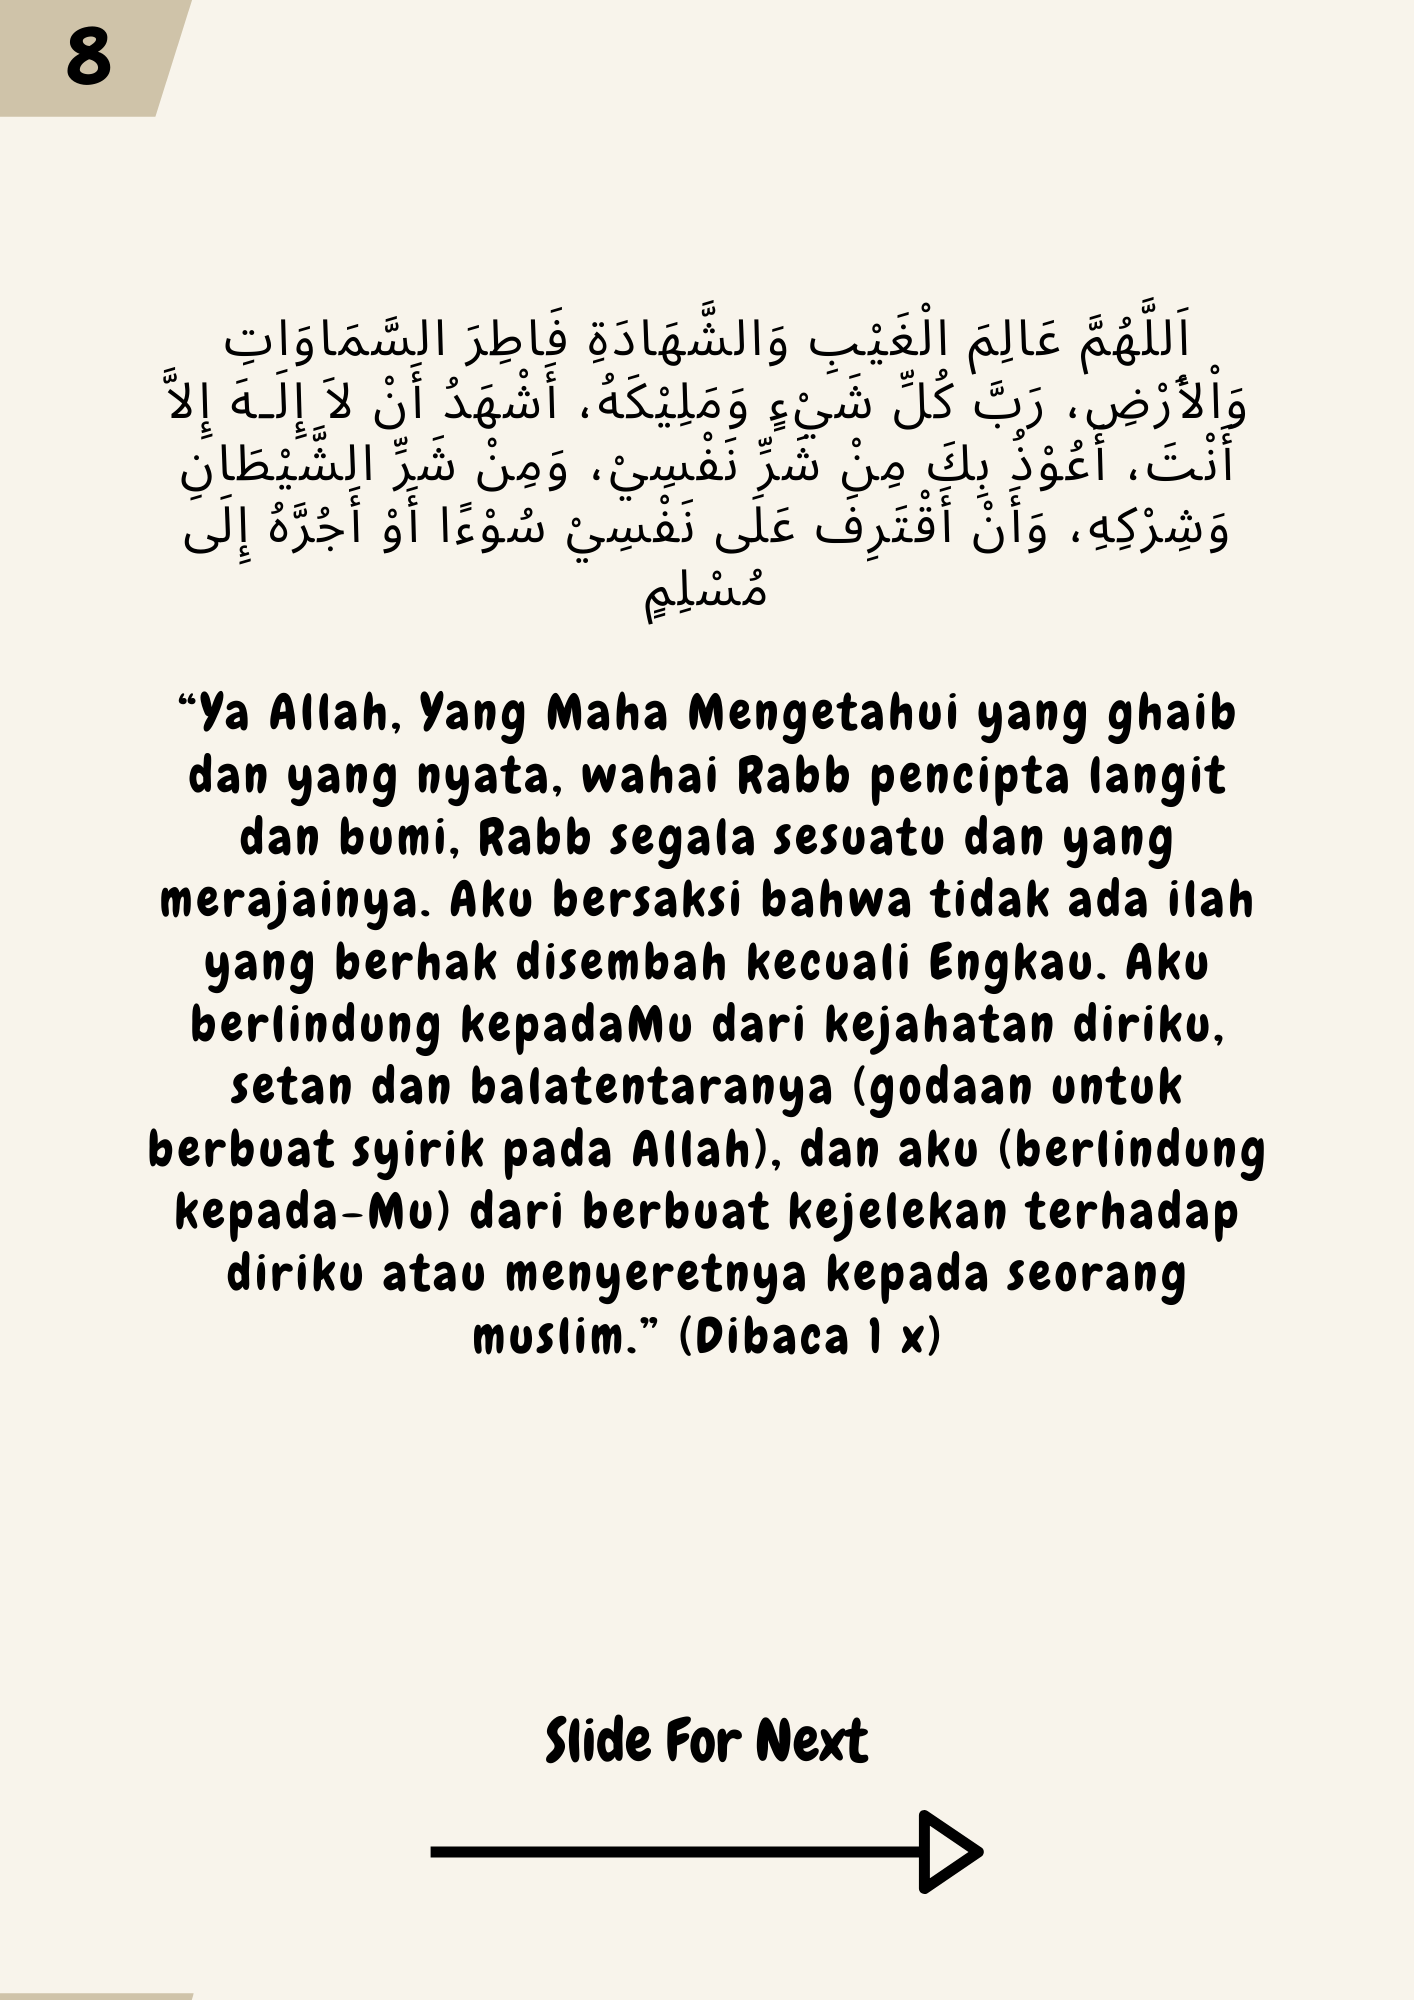 8
اَللَّهُمَّ عَالِمَ الْغَيْبِ وَالشَّهَادَةِ فَاطِرَ السَّمَاوَاتِ
وَاْلأَرْضِ، رَبَّ كُلِّ شَيْءٍ وَمَلِيْكَهُ، أَشْهَدُ أَنْ لاَ إِلَـهَ إِلاَّ
أَنْتَ، أَعُوْذُ بِكَ مِنْ شَرِّ نَفْسِيْ، وَمِنْ شَرِّ الشَّيْطَانِ
وَشِرْكِهِ، وَأَنْ أَقْتَرِفَ عَلَى نَفْسِيْ سُوْءًا أَوْ أَجُرَّهُ إِلَى
مُسْلِمٍ
“Ya Allah, Yang Maha Mengetahui yang ghaib
dan yang nyata, wahai Rabb pencipta langit
dan bumi, Rabb segala sesuatu dan yang
merajainya. Aku bersaksi bahwa tidak ada ilah
yang berhak disembah kecuali Engkau. Aku
berlindung kepadaMu dari kejahatan diriku,
setan dan balatentaranya (godaan untuk
berbuat syirik pada Allah), dan aku (berlindung
kepada-Mu) dari berbuat kejelekan terhadap
diriku atau menyeretnya kepada seorang
muslim.” (Dibaca 1 x)
Slide For Next